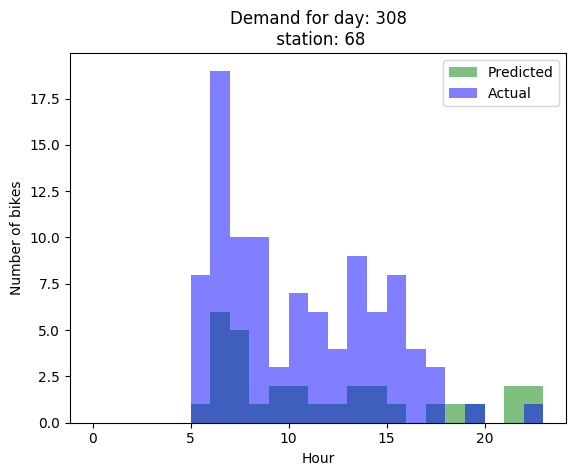 Demand for day: 308
station: 68
Predicted
Actual
Number of bikes
17.5
15.0
12.5
10.0
7.5
5.0
2.5
0.0
0
5
10
15
20
Hour